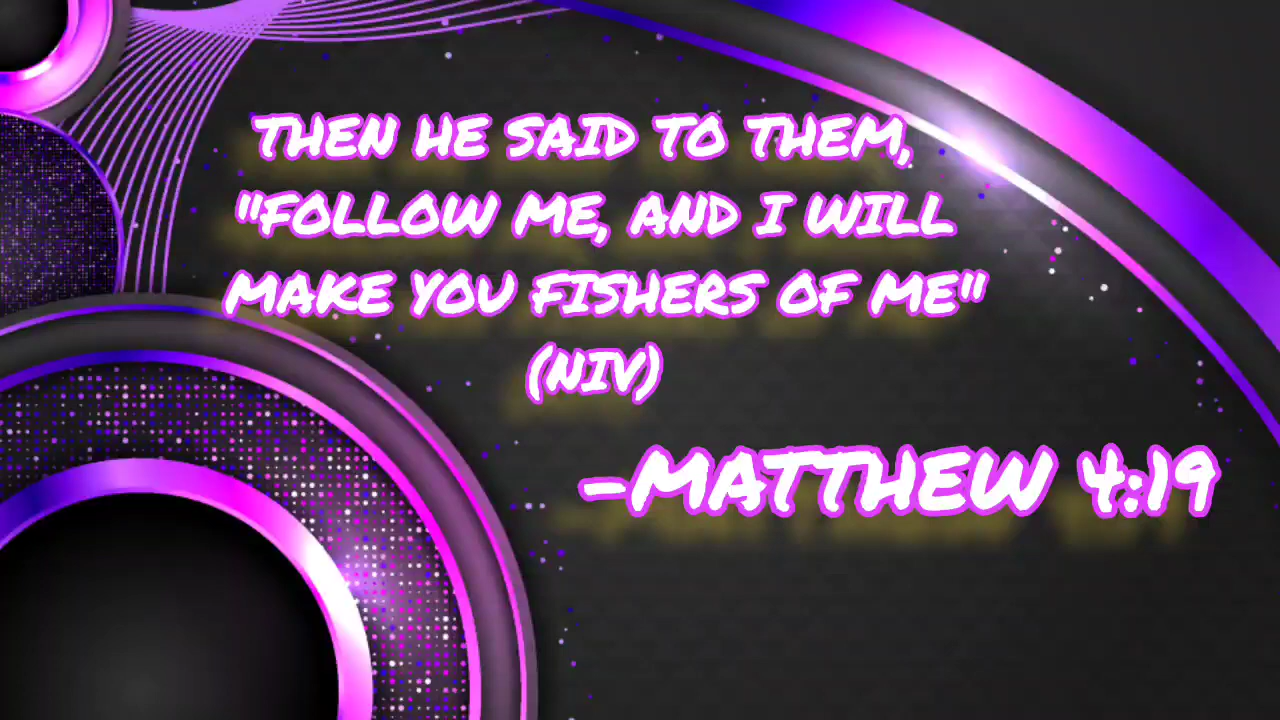 THEN HE SAID TO THEM,
"FOLLOW ME, AND I WILL
MAKE YOU FISHERS OF ME"
(NIV)
-MATTHEW 4:19